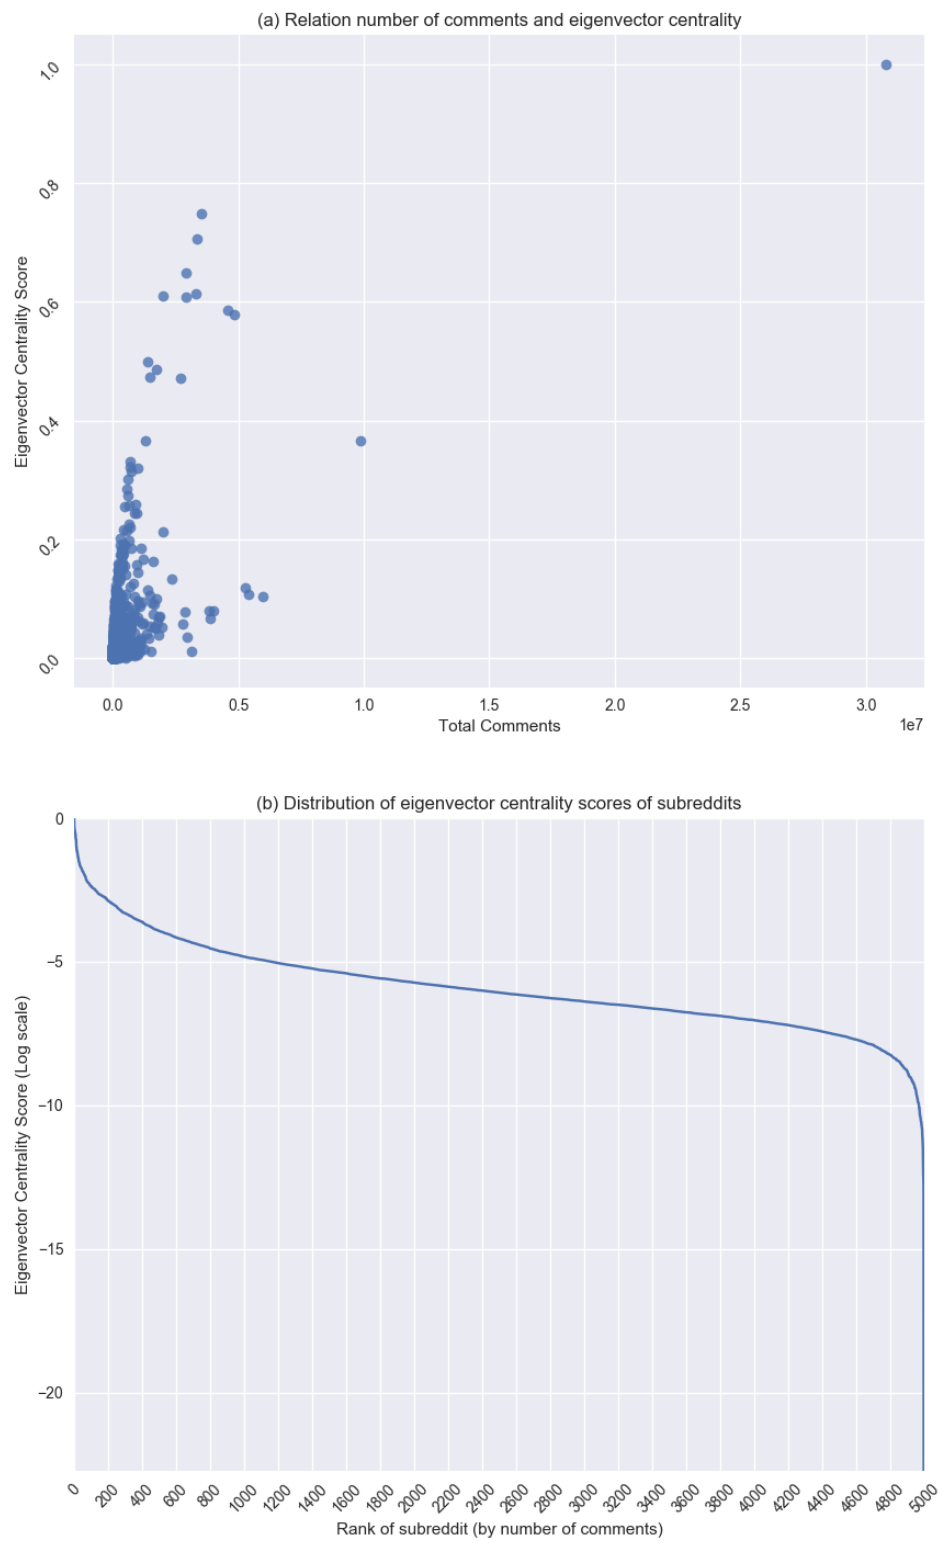 (a) Relation number of comments and eigenvector centrality
Eigenvector Centrality Score
1.0
0.8
0.6
0.4
0.2
0.0
0.0 0.5 1.0 1.5 2.0 2.5 3.0
1e7
Total Comments
(b) Distribution of eigenvector centrality scores of subreddits
Eigenvector Centrality Score (Log scale)
0
−5
−10
−15
−20
0 200 400 600 800 1000 1200 1400 1600 1800 2000 2200 2400 2600 2800 3000 3200 3400 3600 3800 4000 4200 4400 4600 4800 5000
Rank of subreddit (by number of comments)